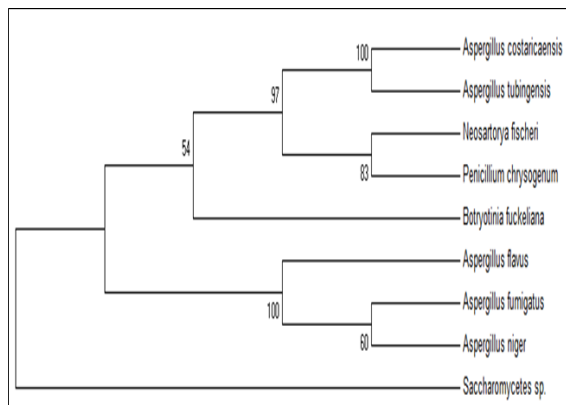 Aspergillus costaricaensis
100
Aspergillus tubingensis
97
Neosartorya fischeri
54
83
Penicillium chrysogenum
Botryotinia fuckeliana
Aspergillus flavus
100
Aspergillus fumigatus
60
Aspergillus niger
Saccharomycetes sp.